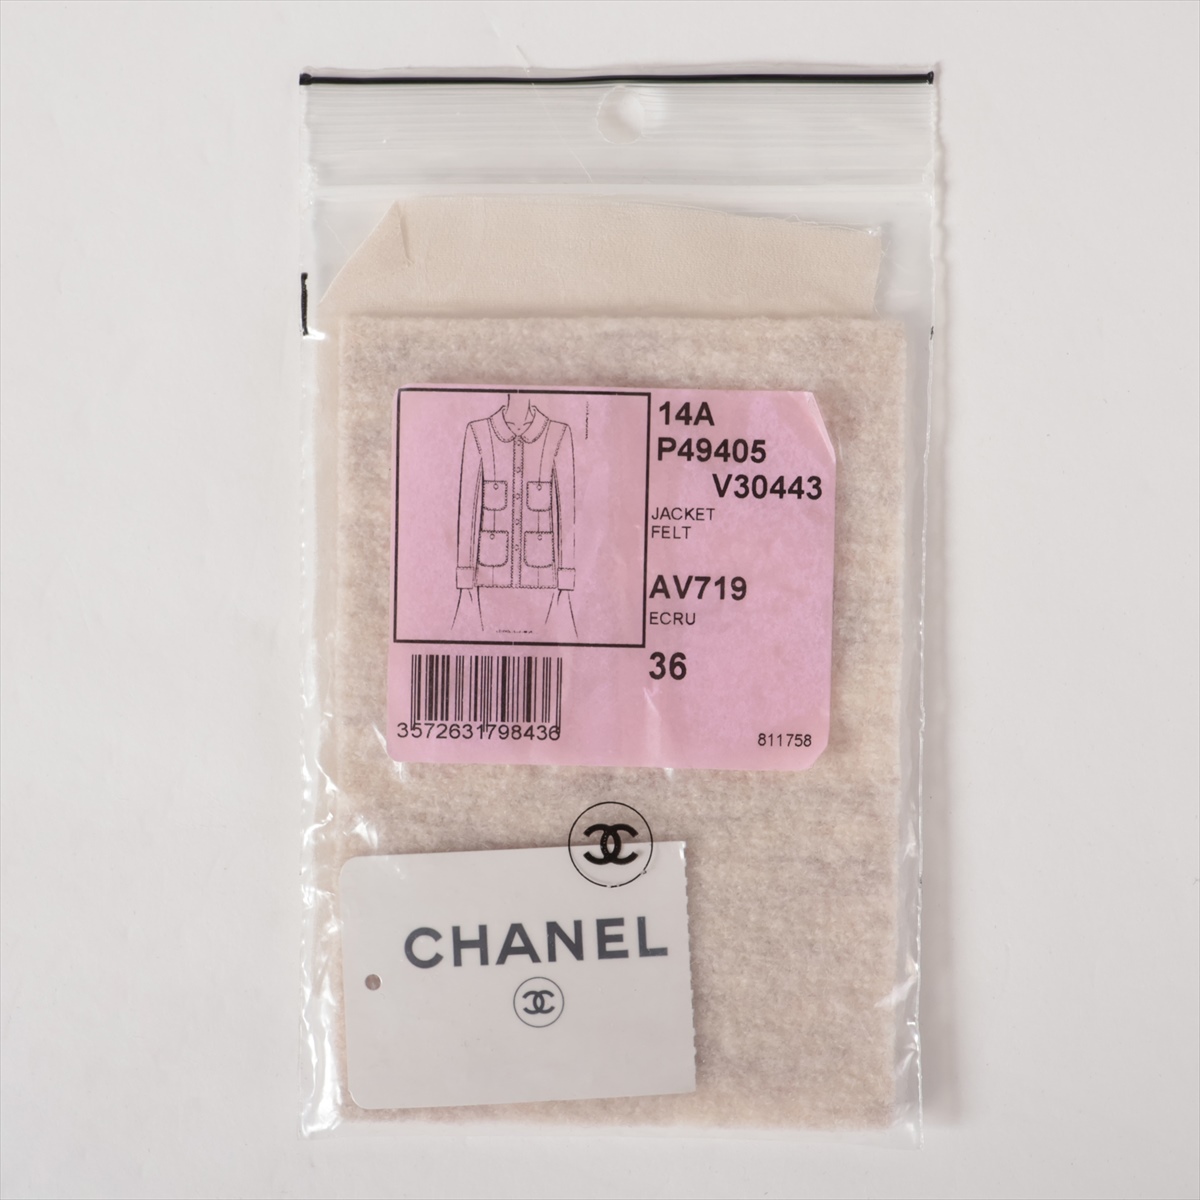 14A
P49405
V30443
JACKET
FELT
AV719
ECRU
36
3572631798436
811758
CHANEL